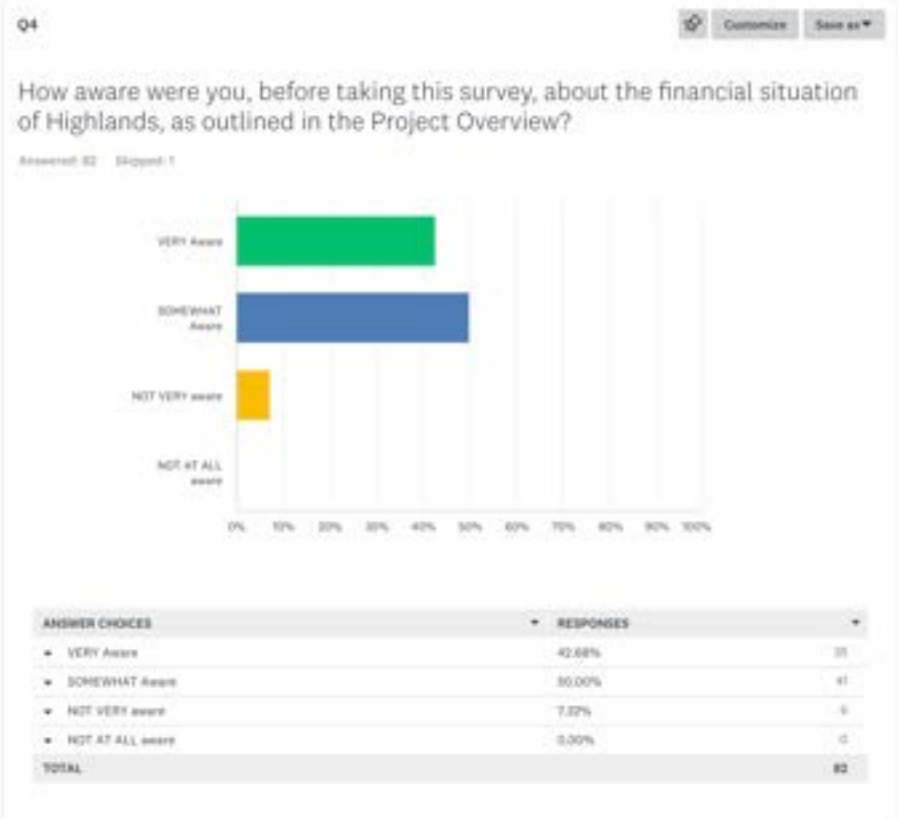 Q4
Customize
Save as
How aware were you, before taking this survey, about the financial situation
of Highlands, as outlined in the Project Overview?
Answered: 82 Skipped: 1
VERY Aware
SOMEWHAT
Aware
NOT VERY aware
NOT AT ALL
aware
0% 10% 20% 30% 40% 50% 60% 70% 80% 90% 100%
ANSWER CHOICES RESPONSES
VERY Aware 42.68% 35
SOMEWHAT Aware 50.00% 41
NOT VERY aware 7.32% 6
NOT AT ALL aware 0.00% 0
TOTAL 82